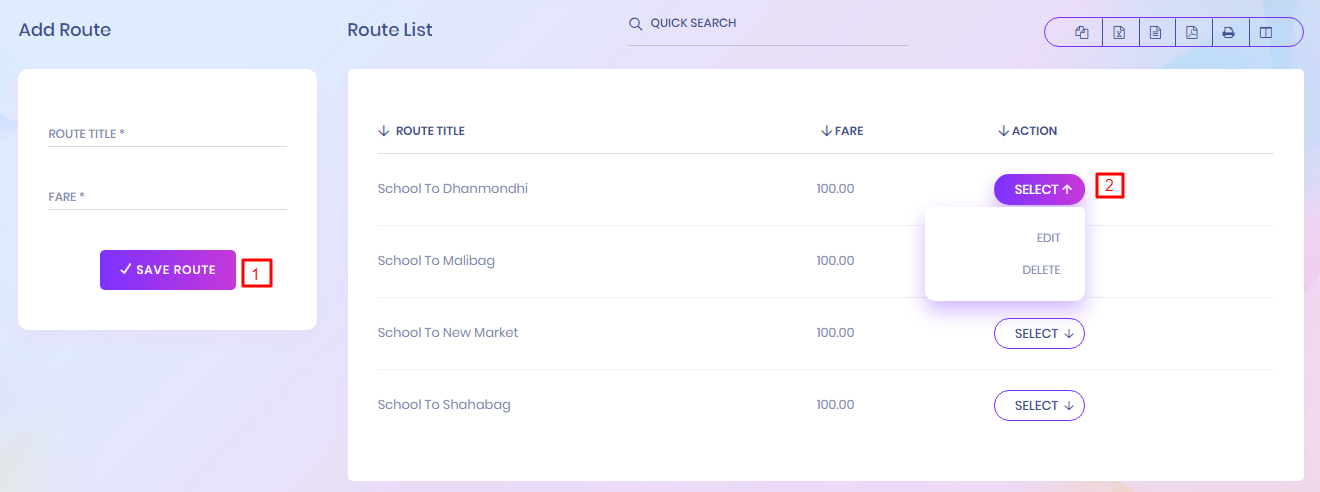 Add Route
Route List
QUICK SEARCH
ROUTE TITLE *
FARE *
SAVE ROUTE
1
ROUTE TITLE FARE ACTION
School To Dhanmondhi 100.00 SELECT
2
EDIT
DELETE
School To Malibag 100.00
School To New Market 100.00 SELECT
School To Shahabag 100.00 SELECT